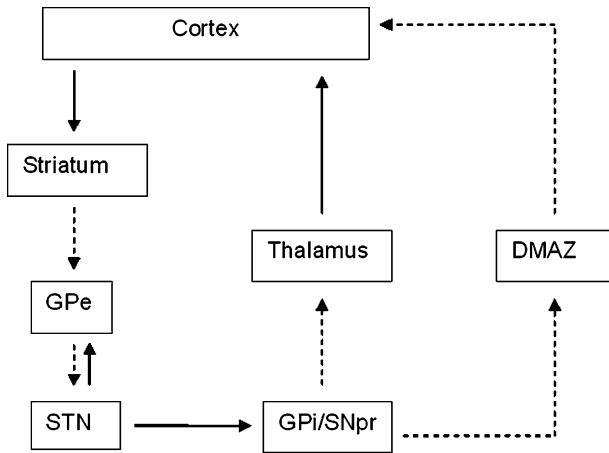 Cortex
Striatum
Thalamus
DMAZ
GPe
STN
GPi/SNpr